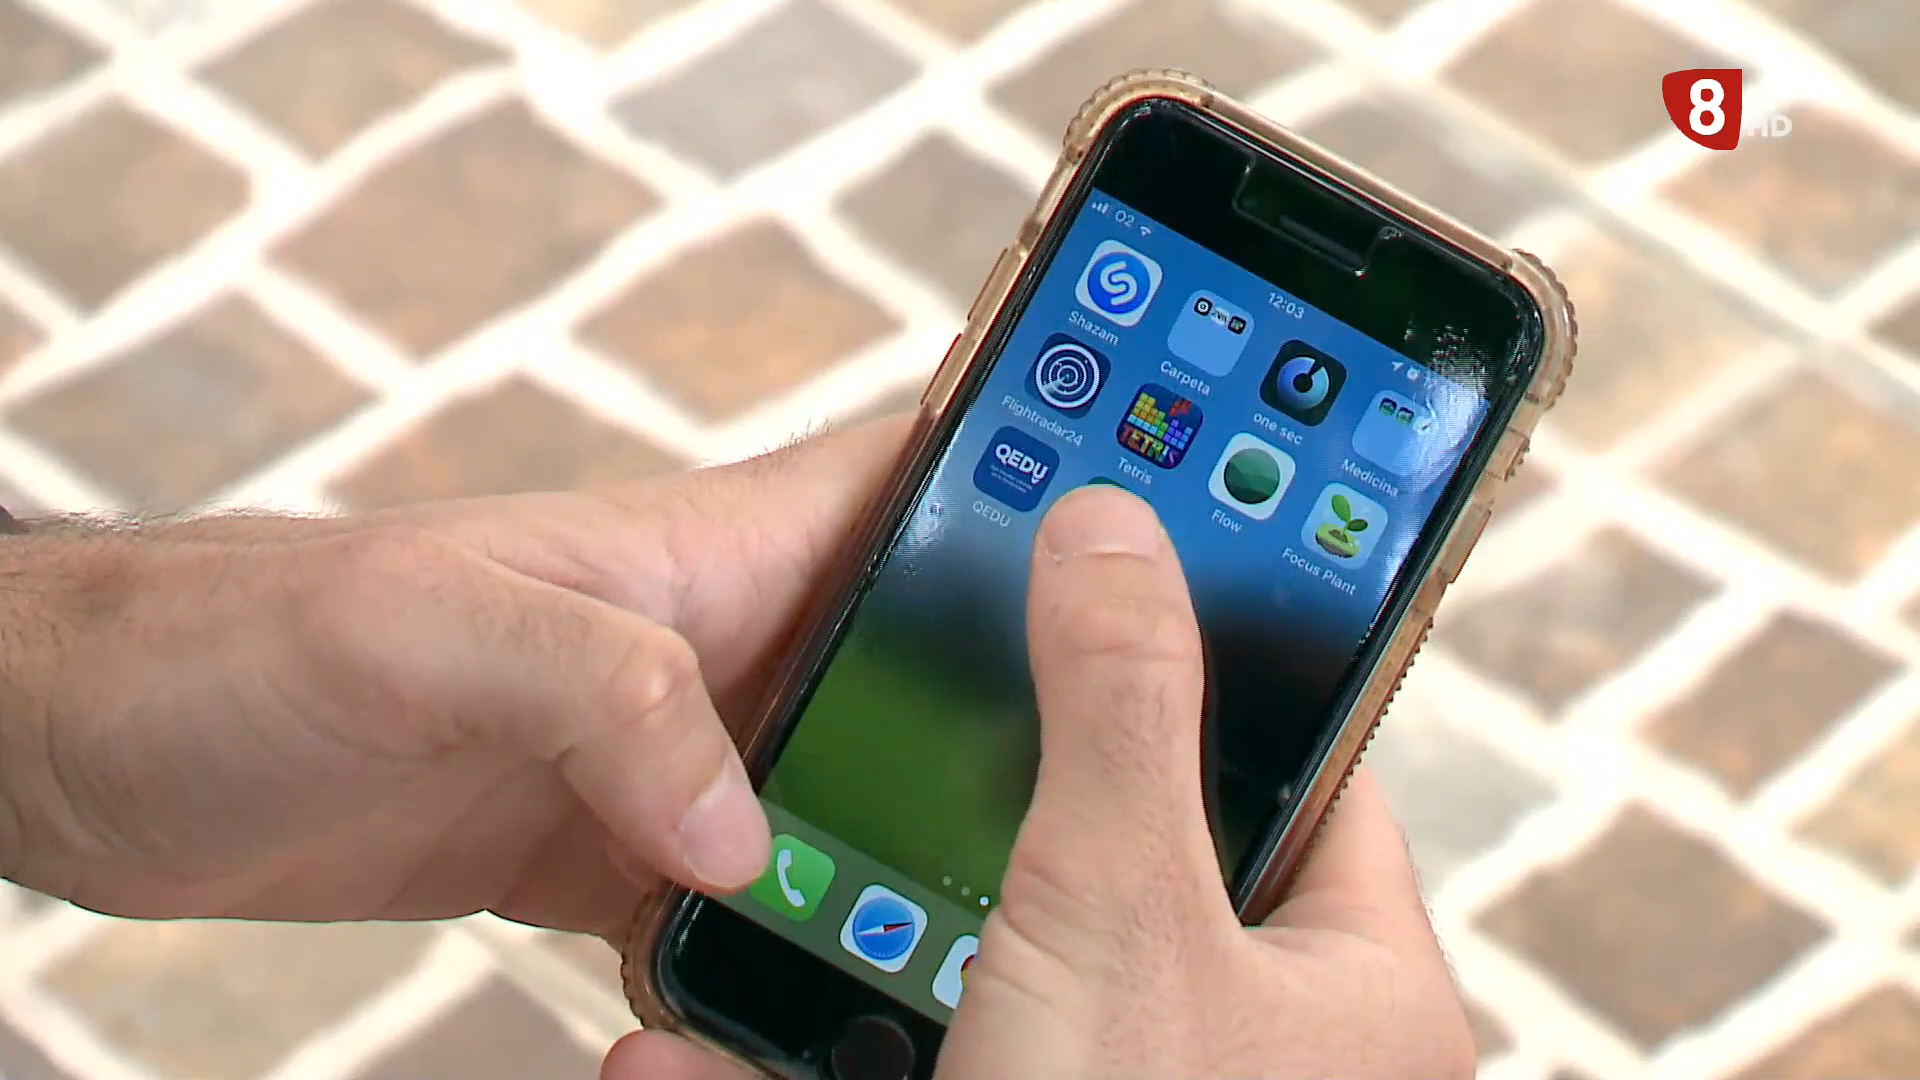 8
HD
O2
12:03
Shazam
Carpeta
one sec
Medicina
Flightradar24
TETRIS
Tetris
Flow
Focus Plant
QEDU
QEDU